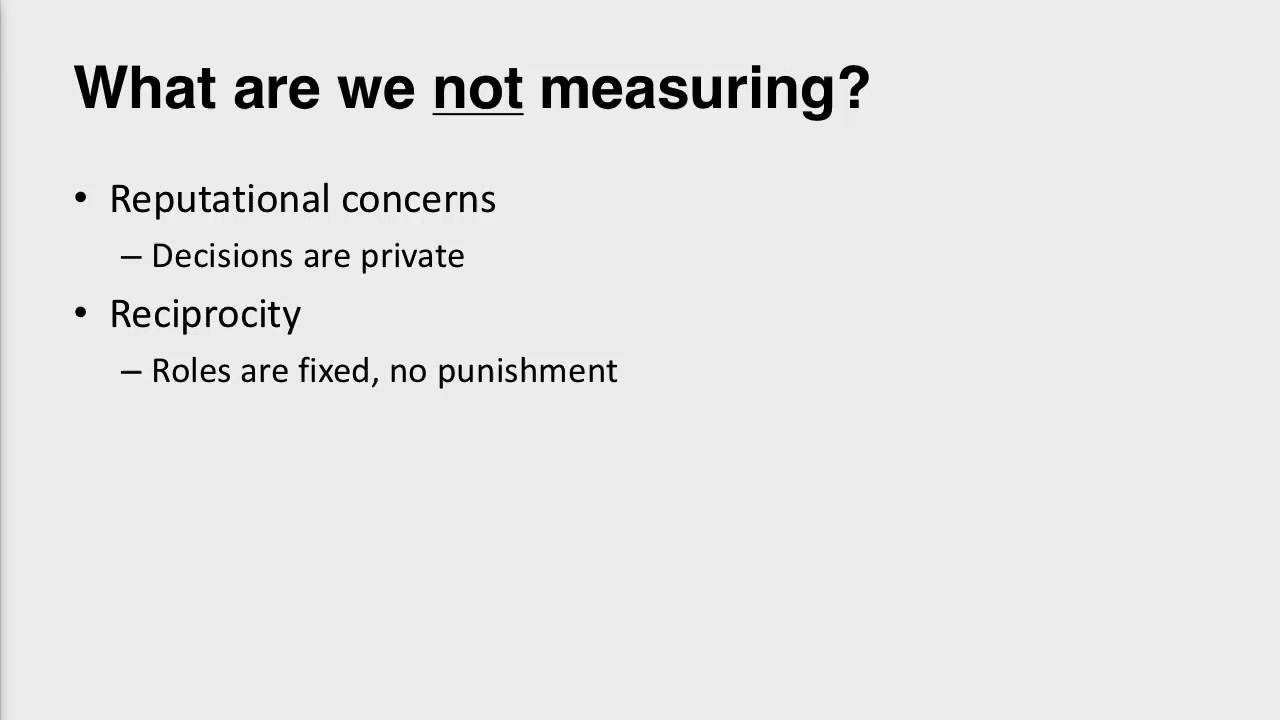 What are we not measuring?
• Reputational concerns
– Decisions are private
• Reciprocity
– Roles are fixed, no punishment